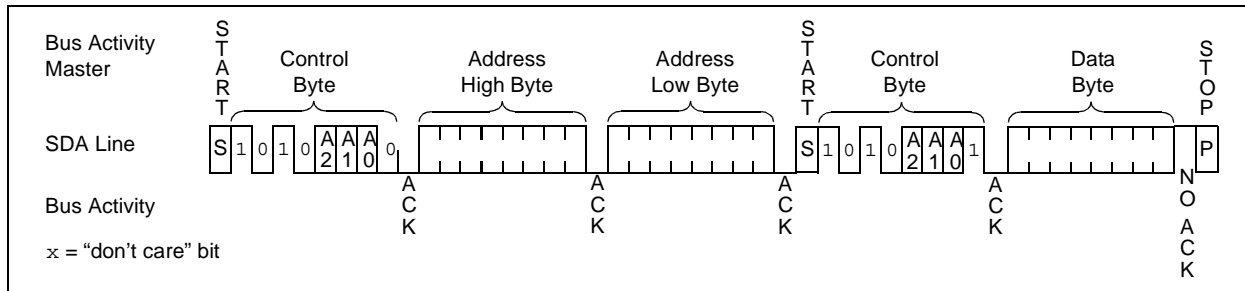 Bus Activity
Master
START
Control
Byte
Address
High Byte
Address
Low Byte
START
Control
Byte
Data
Byte
STOP
SDA Line
S 1 0 1 0 A2 A1 A0 0
S 1 0 1 0 A2 A1 A0 1
P
Bus Activity
ACK
ACK
ACK
ACK
NO ACK
x = “don’t care” bit